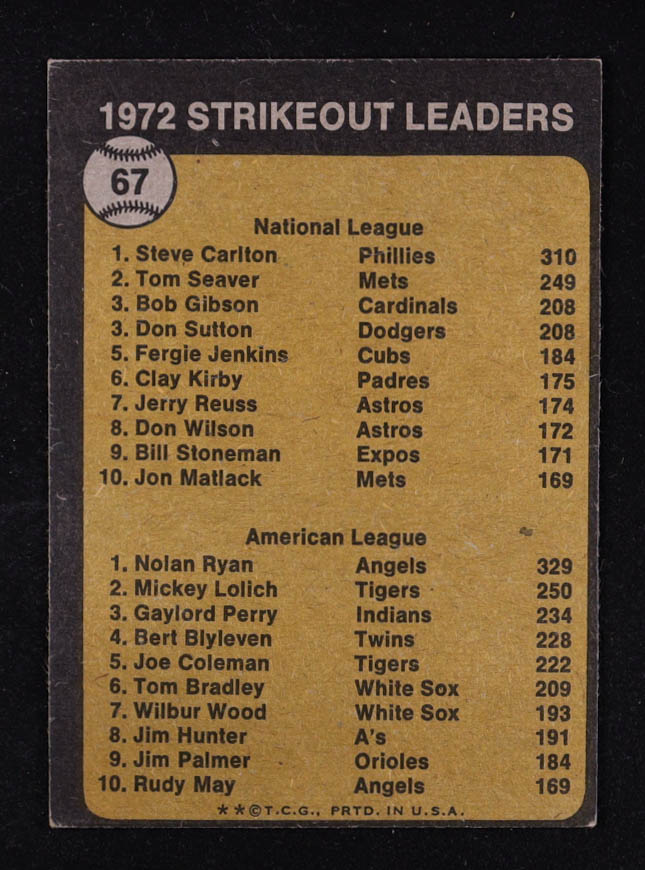 1972 STRIKEOUT LEADERS
67
National League
1. Steve Carlton Phillies 310
2. Tom Seaver Mets 249
3. Bob Gibson Cardinals 208
3. Don Sutton Dodgers 208
5. Fergie Jenkins Cubs 184
6. Clay Kirby Padres 175
7. Jerry Reuss Astros 174
8. Don Wilson Astros 172
9. Bill Stoneman Expos 171
10. Jon Matlack Mets 169
American League
1. Nolan Ryan Angels 329
2. Mickey Lolich Tigers 250
3. Gaylord Perry Indians 234
4. Bert Blyleven Twins 228
5. Joe Coleman Tigers 222
6. Tom Bradley White Sox 209
7. Wilbur Wood White Sox 193
8. Jim Hunter A's 191
9. Jim Palmer Orioles 184
10. Rudy May Angels 169
**©T.C.G., PRTD. IN U.S.A.